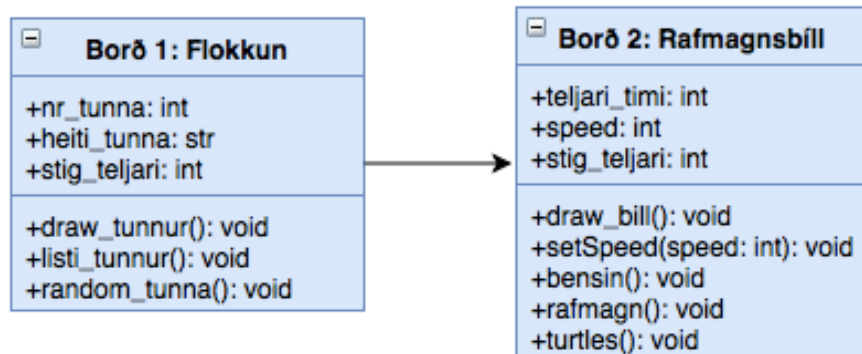 Borð 1: Flokkun
+nr_tunna: int
+heiti_tunna: str
+stig_teljari: int
+draw_tunnur(): void
+listi_tunnur(): void
+random_tunna(): void
Borð 2: Rafmagnsbíll
+teljari_timi: int
+speed: int
+stig_teljari: int
+draw_bill(): void
+setSpeed(speed: int): void
+bensin(): void
+rafmagn(): void
+turtles(): void